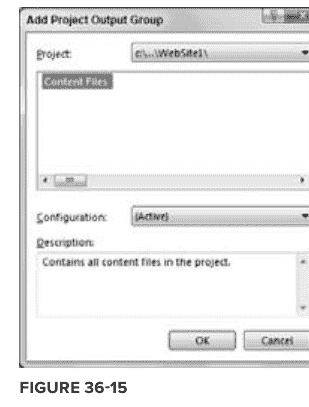 Add Project Output Group
Project:
c:\...\WebSite1\
Content Files
Configuration:
(Active)
Description:
Contains all content files in the project.
OK
Cancel
FIGURE 36-15